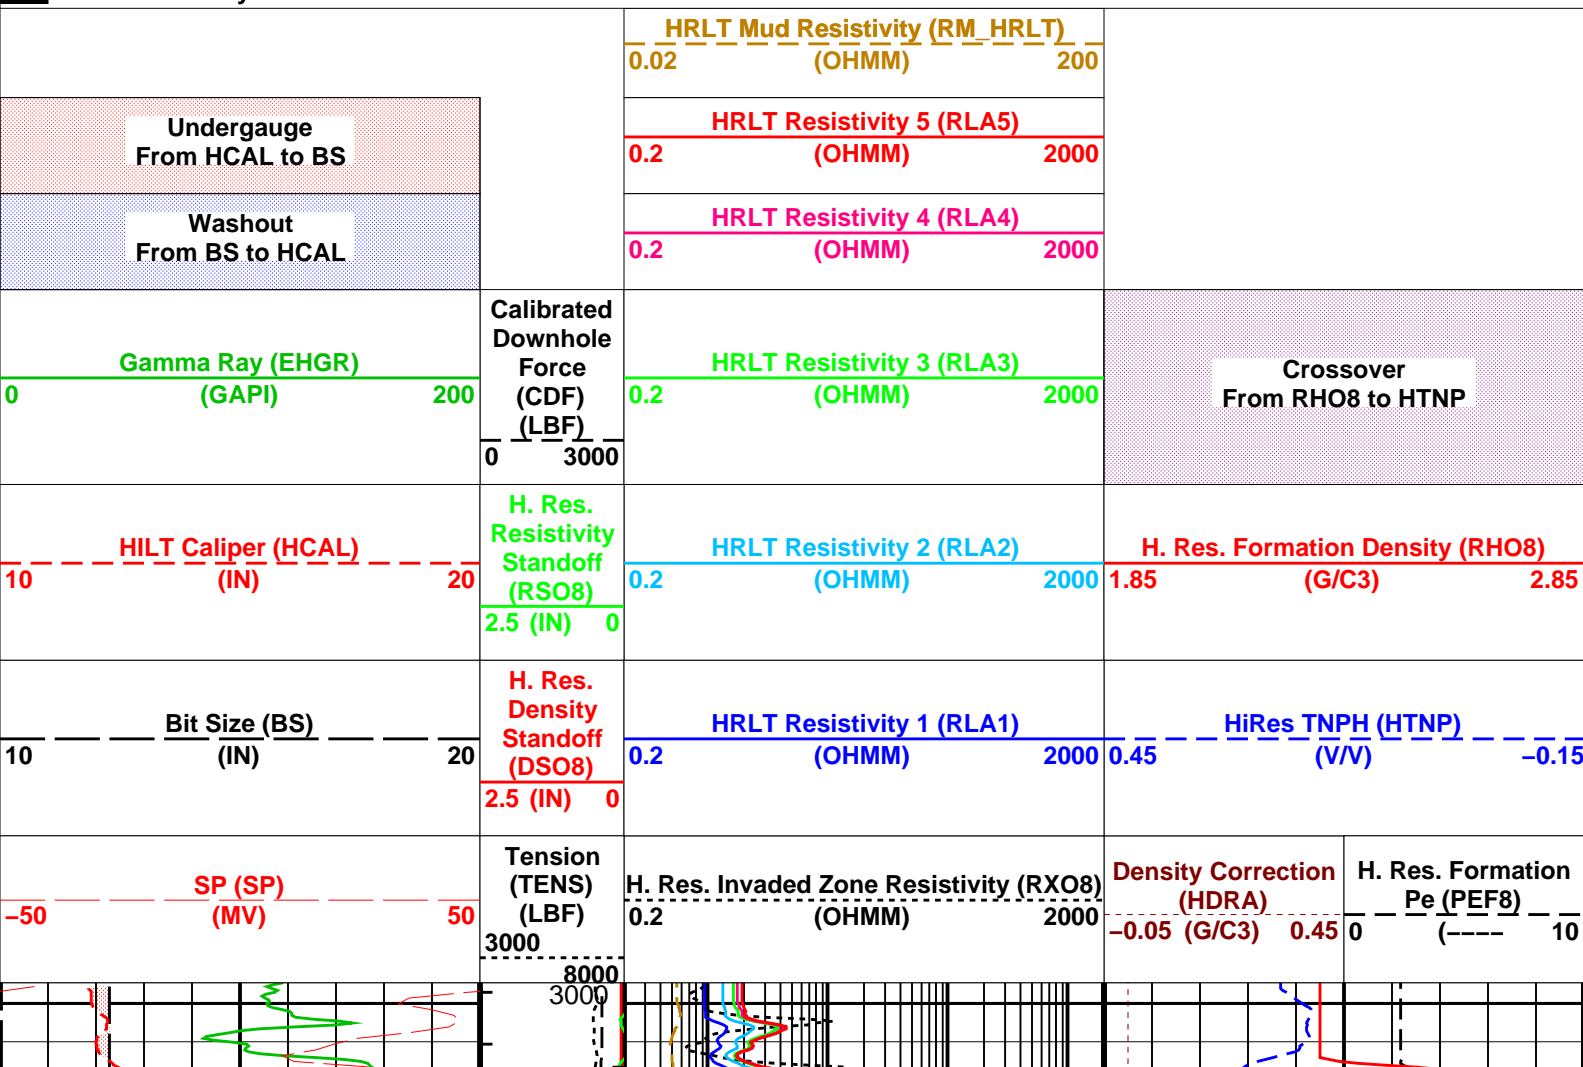 HRLT Mud Resistivity (RM_HRLT)
0.02 (OHMM) 200
Undergauge
From HCAL to BS
HRLT Resistivity 5 (RLA5)
0.2 (OHMM) 2000
Washout
From BS to HCAL
HRLT Resistivity 4 (RLA4)
0.2 (OHMM) 2000
Gamma Ray (EHGR)
0 (GAPI) 200
Calibrated
Downhole
Force
(CDF)
(LBF)
0 3000
HRLT Resistivity 3 (RLA3)
0.2 (OHMM) 2000
Crossover
From RHO8 to HTNP
HILT Caliper (HCAL)
10 (IN) 20
H. Res.
Resistivity
Standoff
(RSO8)
2.5 (IN) 0
HRLT Resistivity 2 (RLA2)
0.2 (OHMM) 2000
H. Res. Formation Density (RHO8)
1.85 (G/C3) 2.85
Bit Size (BS)
10 (IN) 20
H. Res.
Density
Standoff
(DSO8)
2.5 (IN) 0
HRLT Resistivity 1 (RLA1)
0.2 (OHMM) 2000
HiRes TNPH (HTNP)
0.45 (V/V) −0.15
SP (SP)
−50 (MV) 50
Tension
(TENS)
(LBF)
3000
8000
H. Res. Invaded Zone Resistivity (RXO8)
0.2 (OHMM) 2000
Density Correction
(HDRA)
−0.05 (G/C3) 0.45
H. Res. Formation
Pe (PEF8)
0 (−−−− 10
3000